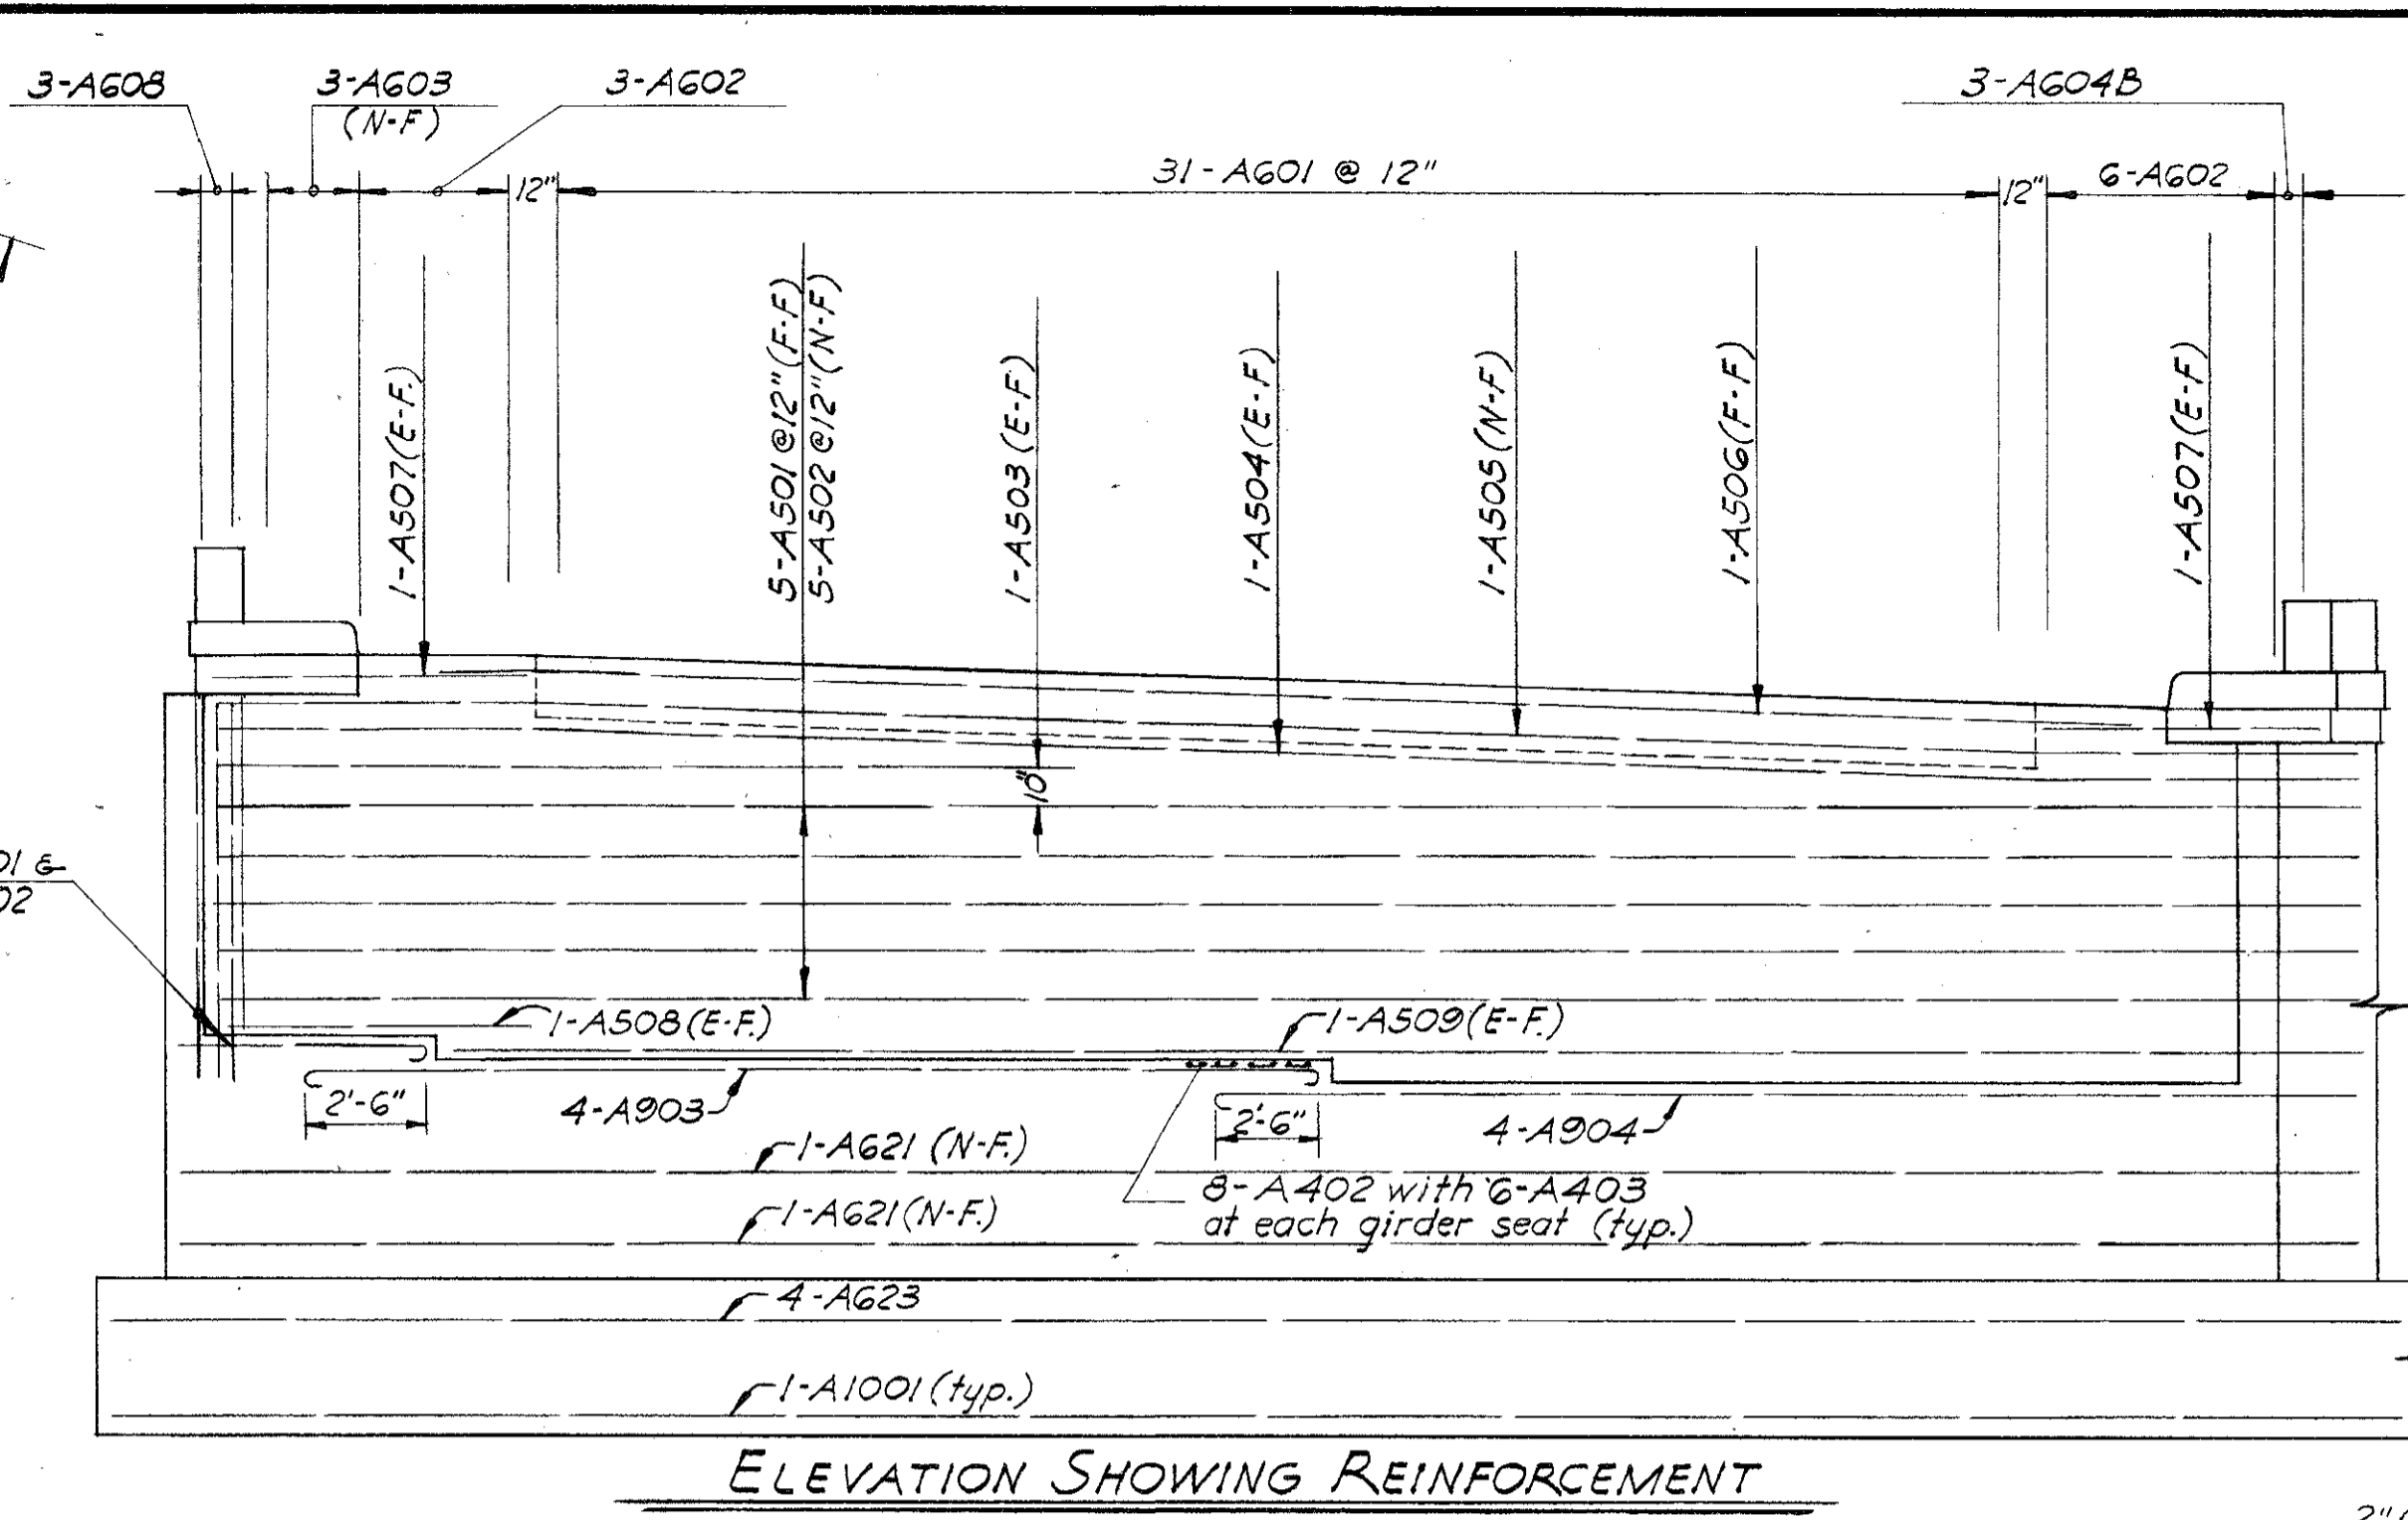 3-A608
3-A603
(N-F)
3-A602
3-A604B
12"
31-A601 @ 12"
12"
6-A602
1-A507(E-F.)
5-A501@12"(F-F)
5-A502@12"(N-F)
1-A503(E-F)
1-A504(E-F)
1-A505(N-F)
1-A506(F-F)
1-A507(E-F)
10"
01 &
02
1-A508(E-F.)
1-A509(E-F.)
2'-6"
4-A903
2'-6"
4-A904
1-A621 (N-F.)
8-A402 with 6-A403
at each girder seat (typ.)
1-A621(N-F.)
4-A623
1-A1001(typ.)
ELEVATION SHOWING REINFORCEMENT